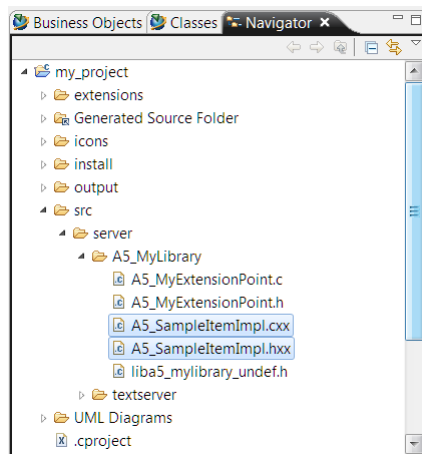 Business Objects Classes Navigator
my_project
extensions
Generated Source Folder
icons
install
output
src
server
A5_MyLibrary
A5_MyExtensionPoint.c
A5_MyExtensionPoint.h
A5_SampleItemImpl.cxx
A5_SampleItemImpl.hxx
liba5_mylibrary_undef.h
textserver
UML Diagrams
.cproject